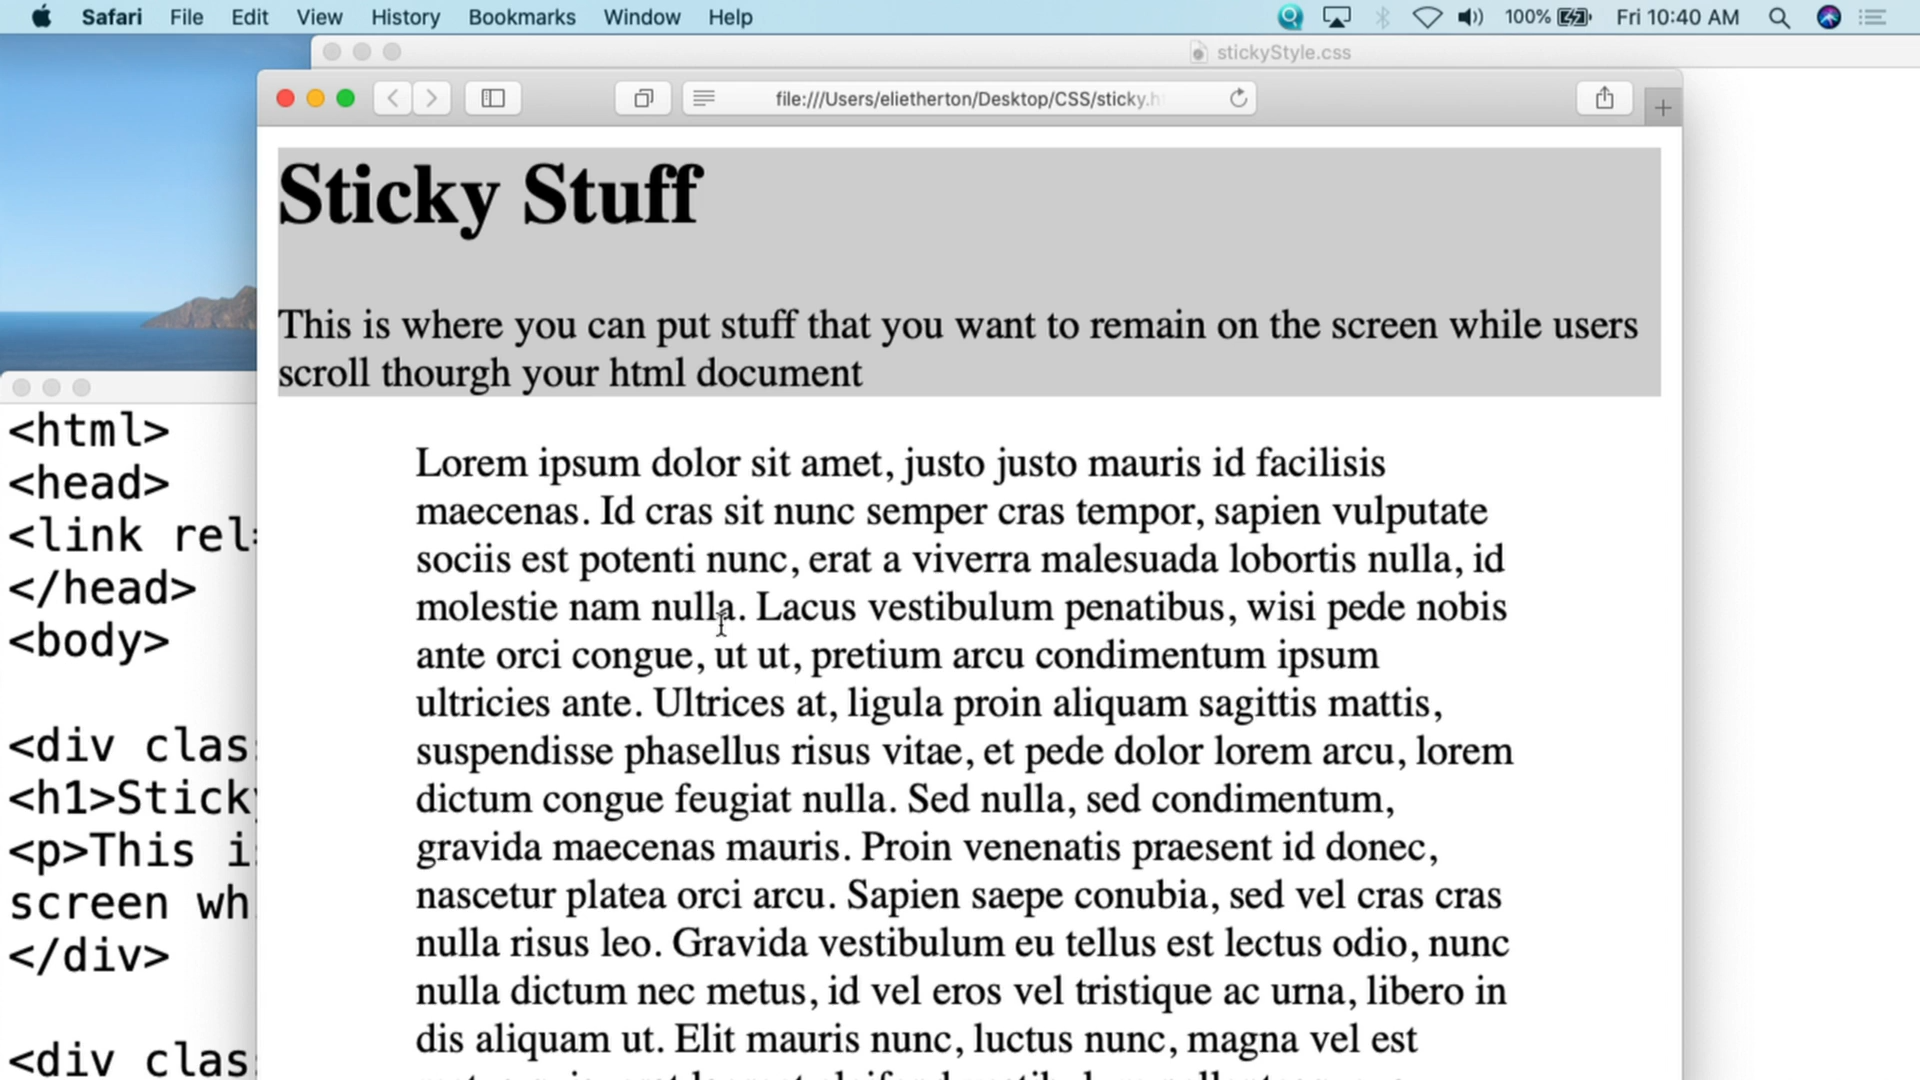 Safari File Edit View History Bookmarks Window Help 100% Fri 10:40 AM
stickyStyle.css
file:///Users/elietherton/Desktop/CSS/sticky.h
Sticky Stuff
This is where you can put stuff that you want to remain on the screen while users
scroll thourgh your html document
Lorem ipsum dolor sit amet, justo justo mauris id facilisis
maecenas. Id cras sit nunc semper cras tempor, sapien vulputate
sociis est potenti nunc, erat a viverra malesuada lobortis nulla, id
molestie nam nulla. Lacus vestibulum penatibus, wisi pede nobis
ante orci congue, ut ut, pretium arcu condimentum ipsum
ultricies ante. Ultrices at, ligula proin aliquam sagittis mattis,
suspendisse phasellus risus vitae, et pede dolor lorem arcu, lorem
dictum congue feugiat nulla. Sed nulla, sed condimentum,
gravida maecenas mauris. Proin venenatis praesent id donec,
nascetur platea orci arcu. Sapien saepe conubia, sed vel cras cras
nulla risus leo. Gravida vestibulum eu tellus est lectus odio, nunc
nulla dictum nec metus, id vel eros vel tristique ac urna, libero in
dis aliquam ut. Elit mauris nunc, luctus nunc, magna vel est
<html>
<head>
<link rel=
</head>
<body>
<div clas
<h1>Stick
<p>This i
screen wh
</div>
<div clas